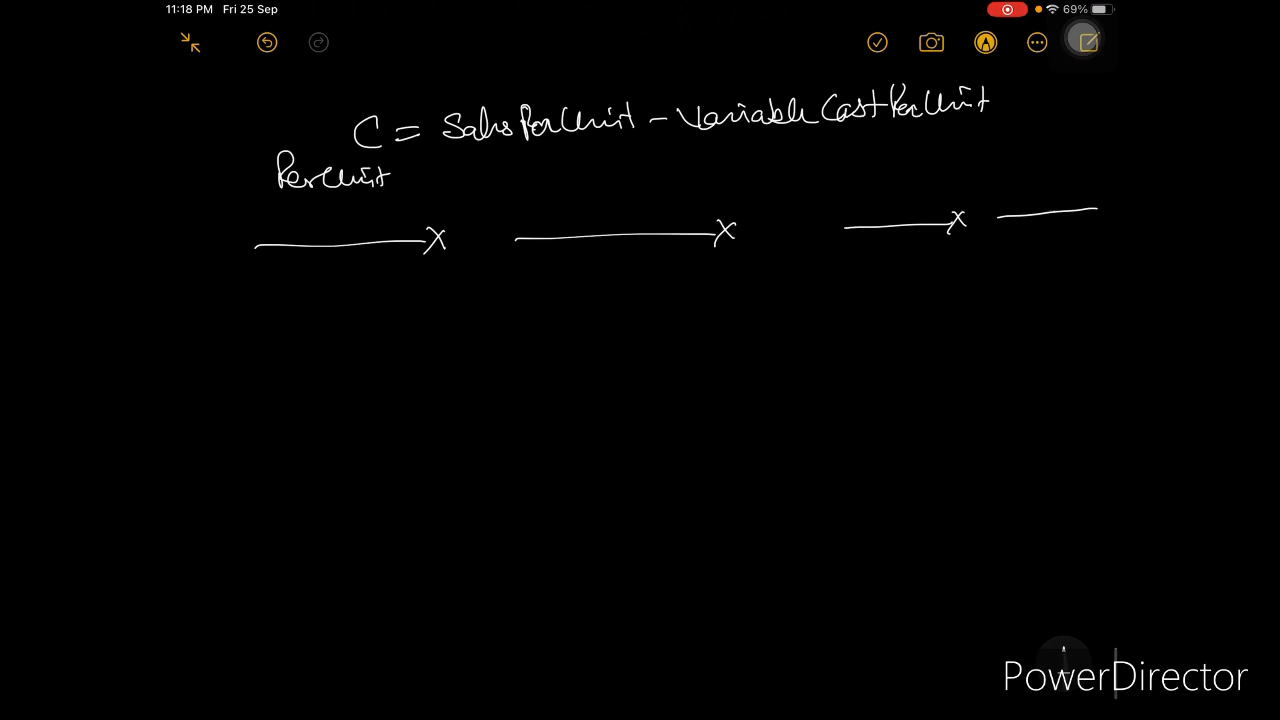 11:18 PM Fri 25 Sep 69%
C = Sales Per Unit - Variable Cost Per Unit
Per Unit
x x x
PowerDirector